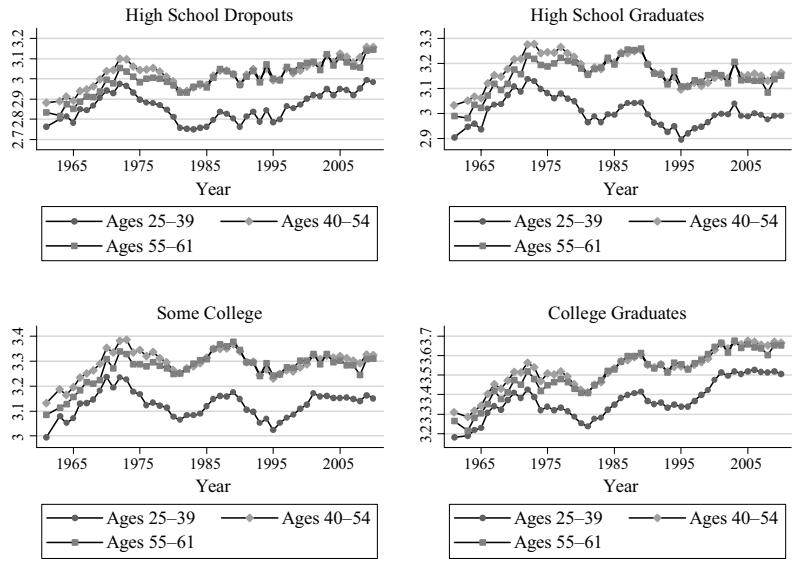 High School Dropouts
2.7 2.8 2.9 3 3.1 3.2
1965 1975 1985 1995 2005
Year
Ages 25–39 Ages 40–54
Ages 55–61
High School Graduates
2.9 3 3.1 3.2 3.3
1965 1975 1985 1995 2005
Year
Ages 25–39 Ages 40–54
Ages 55–61
Some College
3 3.1 3.2 3.3 3.4
1965 1975 1985 1995 2005
Year
Ages 25–39 Ages 40–54
Ages 55–61
College Graduates
3.2 3.3 3.4 3.5 3.6 3.7
1965 1975 1985 1995 2005
Year
Ages 25–39 Ages 40–54
Ages 55–61